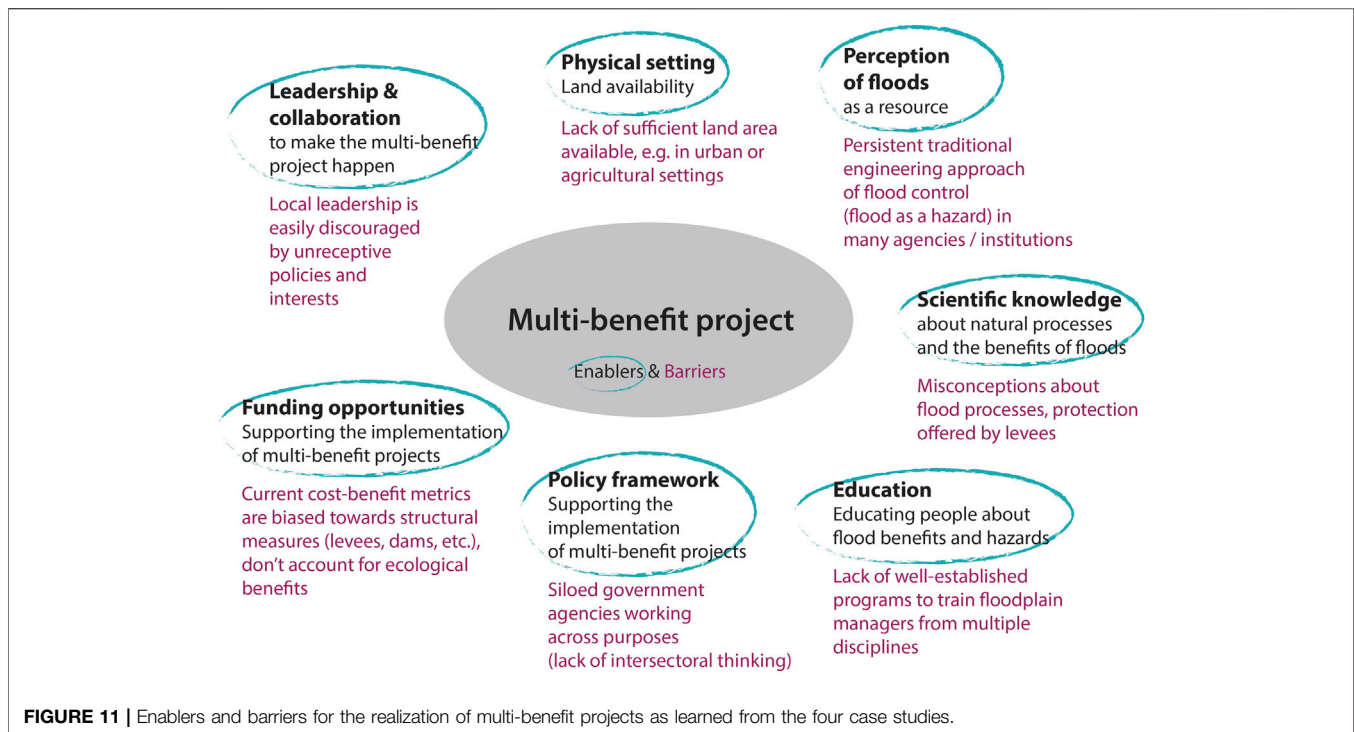 Leadership &
collaboration
to make the multi-benefit
project happen
Local leadership is
easily discouraged
by unreceptive
policies and
interests
Physical setting
Land availability
Lack of sufficient land area
available, e.g. in urban or
agricultural settings
Perception
of floods
as a resource
Persistent traditional
engineering approach
of flood control
(flood as a hazard) in
many agencies / institutions
Multi-benefit project
Enablers & Barriers
Scientific knowledge
about natural processes
and the benefits of floods
Misconceptions about
flood processes, protection
offered by levees
Funding opportunities
Supporting the implementation
of multi-benefit projects
Current cost-benefit metrics
are biased towards structural
measures (levees, dams, etc.),
don't account for ecological
benefits
Policy framework
Supporting the
implementation
of multi-benefit projects
Siloed government
agencies working
across purposes
(lack of intersectoral thinking)
Education
Educating people about
flood benefits and hazards
Lack of well-established
programs to train floodplain
managers from multiple
disciplines
FIGURE 11 | Enablers and barriers for the realization of multi-benefit projects as learned from the four case studies.